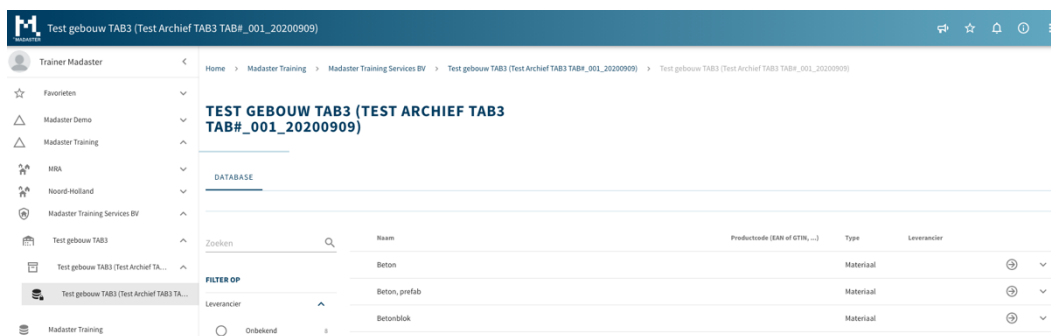 MADASTER
Test gebouw TAB3 (Test Archief TAB3 TAB#_001_20200909)
Trainer Madaster
Favorieten
Madaster Demo
Madaster Training
MRA
Noord-Holland
Madaster Training Services BV
Test gebouw TAB3
Test gebouw TAB3 (Test Archief TA...
Test gebouw TAB3 (Test Archief TAB3 TA...
Madaster Training
Home > Madaster Training > Madaster Training Services BV > Test gebouw TAB3 (Test Archief TAB3 TAB#_001_20200909) > Test gebouw TAB3 (Test Archief TAB3 TAB#_001_20200909)
TEST GEBOUW TAB3 (TEST ARCHIEF TAB3
TAB#_001_20200909)
DATABASE
Zoeken
FILTER OP
Leverancier
Onbekend 8
Naam Productcode (EAN of GTIN, ...) Type Leverancier
Beton Materiaal
Beton, prefab Materiaal
Betonblok Materiaal